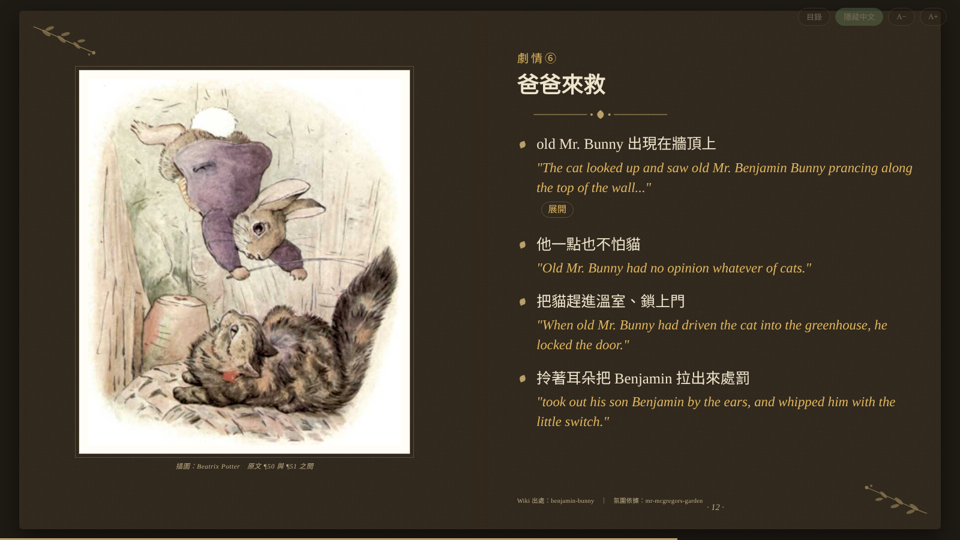 目錄
隱藏中文
A−
A+
劇情⑥
爸爸來救
old Mr. Bunny 出現在牆頂上
"The cat looked up and saw old Mr. Benjamin Bunny prancing along
the top of the wall..."
展開
他一點也不怕貓
"Old Mr. Bunny had no opinion whatever of cats."
把貓趕進溫室、鎖上門
"When old Mr. Bunny had driven the cat into the greenhouse, he
locked the door."
拎著耳朵把 Benjamin 拉出來處罰
"took out his son Benjamin by the ears, and whipped him with the
little switch."
插圖：Beatrix Potter 原文 ¶50 與 ¶51 之間
Wiki 出處：benjamin-bunny | 氛圍依據：mr-mcgregors-garden
· 12 ·